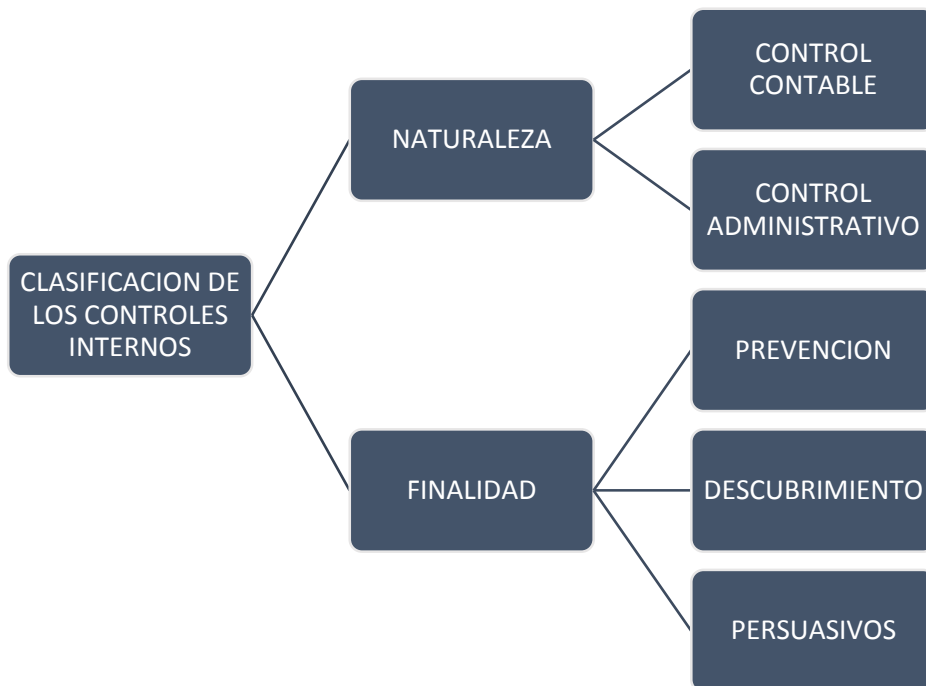 CLASIFICACION DE
LOS CONTROLES
INTERNOS
NATURALEZA
CONTROL
CONTABLE
CONTROL
ADMINISTRATIVO
FINALIDAD
PREVENCION
DESCUBRIMIENTO
PERSUASIVOS